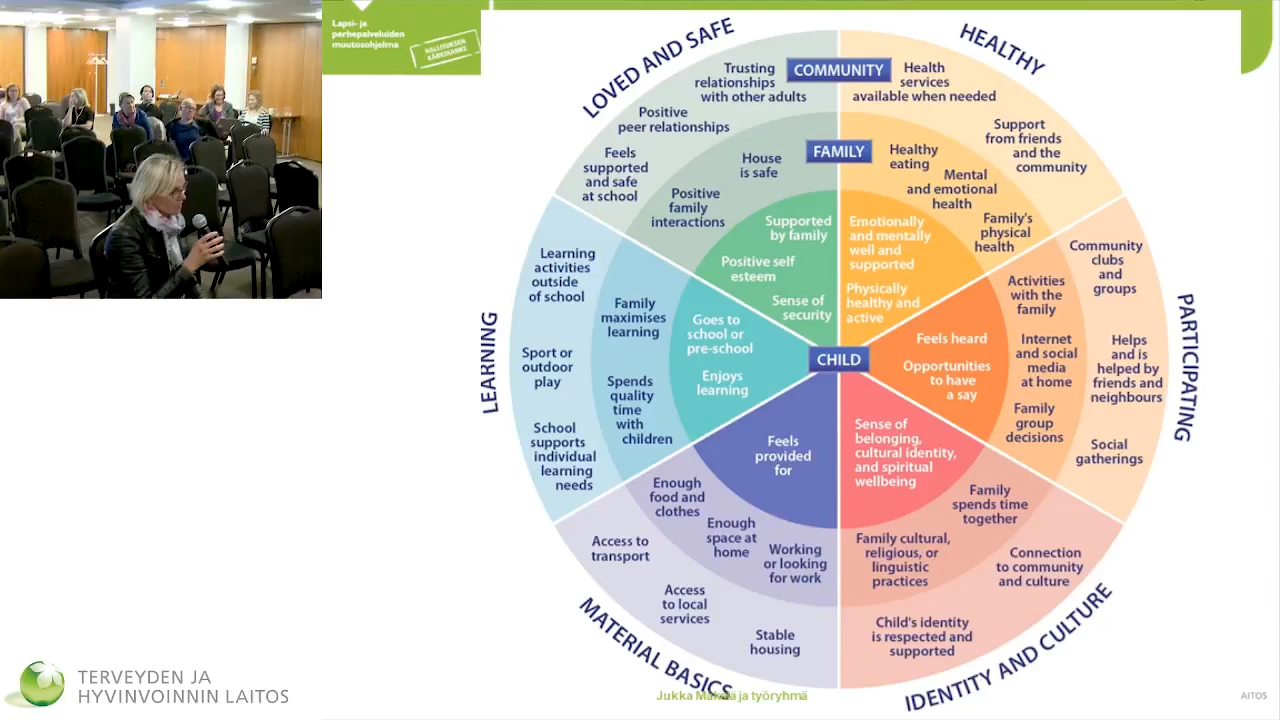 Lapsi- ja
perhepalveluiden
muutosohjelma
HALLITUKSEN
KÄRKIHANKE
LOVED AND SAFE
HEALTHY
COMMUNITY
Trusting
relationships
with other adults
Positive
peer relationships
Feels
supported
and safe
at school
Health
services
available when needed
Support
from friends
and the
community
FAMILY
House
is safe
Positive
family
interactions
Healthy
eating
Mental
and emotional
health
Family's
physical
health
Supported
by family
Positive self
esteem
Sense of
security
Emotionally
and mentally
well and
supported
Physically
healthy and
active
LEARNING
Learning
activities
outside
of school
Sport or
outdoor
play
School
supports
individual
learning
needs
Family
maximises
learning
Spends
quality
time
with
children
Goes to
school or
pre-school
Enjoys
learning
CHILD
Feels heard
Opportunities
to have
a say
Activities
with the
family
Internet
and social
media
at home
Family
group
decisions
Community
clubs
and
groups
Helps
and is
helped by
friends and
neighbours
Social
gatherings
PARTICIPATING
Feels
provided
for
Enough
food and
clothes
Enough
space at
home
Working
or looking
for work
Access to
transport
Access
to local
services
Stable
housing
MATERIAL BASICS
Sense of
belonging,
cultural identity,
and spiritual
wellbeing
Family
spends time
together
Family cultural,
religious, or
linguistic
practices
Connection
to community
and culture
Child's identity
is respected and
supported
IDENTITY AND CULTURE
Jukka Mäkelä ja työryhmä
AITOS
TERVEYDEN JA
HYVINVOINNIN LAITOS